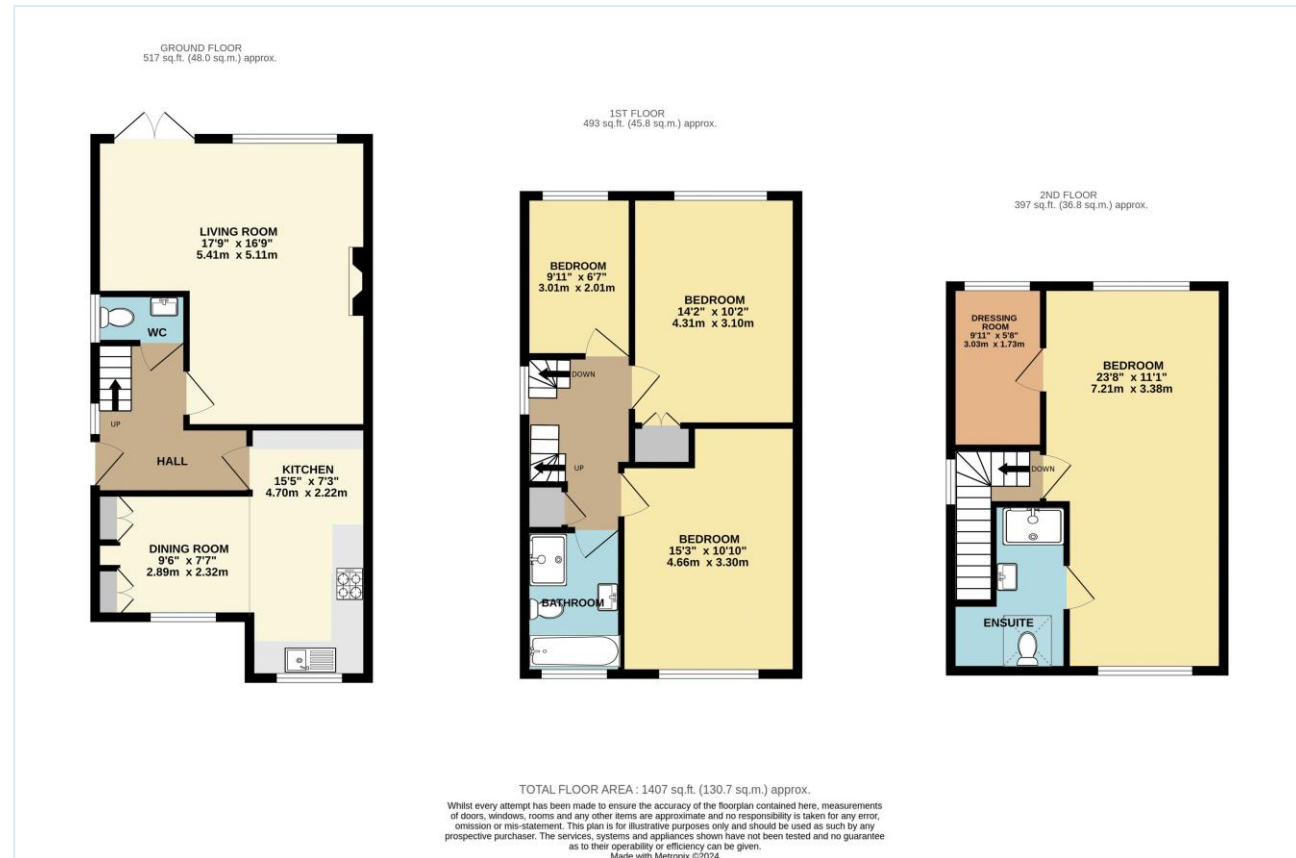 GROUND FLOOR
517 sq.ft. (48.0 sq.m.) approx.
LIVING ROOM
17'9" x 16'9"
5.41m x 5.11m
WC
UP
HALL
KITCHEN
15'5" x 7'3"
4.70m x 2.22m
DINING ROOM
9'6" x 7'7"
2.89m x 2.32m
1ST FLOOR
493 sq.ft. (45.8 sq.m.) approx.
BEDROOM
9'11" x 6'7"
3.01m x 2.01m
BEDROOM
14'2" x 10'2"
4.31m x 3.10m
DOWN
UP
BEDROOM
15'3" x 10'10"
4.66m x 3.30m
BATHROOM
2ND FLOOR
397 sq.ft. (36.8 sq.m.) approx.
DRESSING
ROOM
9'11" x 5'8"
3.03m x 1.73m
BEDROOM
23'8" x 11'1"
7.21m x 3.38m
DOWN
ENSUITE
TOTAL FLOOR AREA : 1407 sq.ft. (130.7 sq.m.) approx.
Whilst every attempt has been made to ensure the accuracy of the floorplan contained here, measurements
of doors, windows, rooms and any other items are approximate and no responsibility is taken for any error,
omission or mis-statement. This plan is for illustrative purposes only and should be used as such by any
prospective purchaser. The services, systems and appliances shown have not been tested and no guarantee
as to their operability or efficiency can be given.
Made with Metropix ©2024